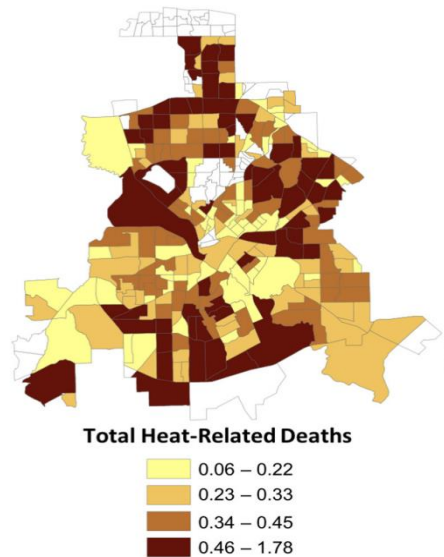 Total Heat-Related Deaths
0.06 – 0.22
0.23 – 0.33
0.34 – 0.45
0.46 – 1.78